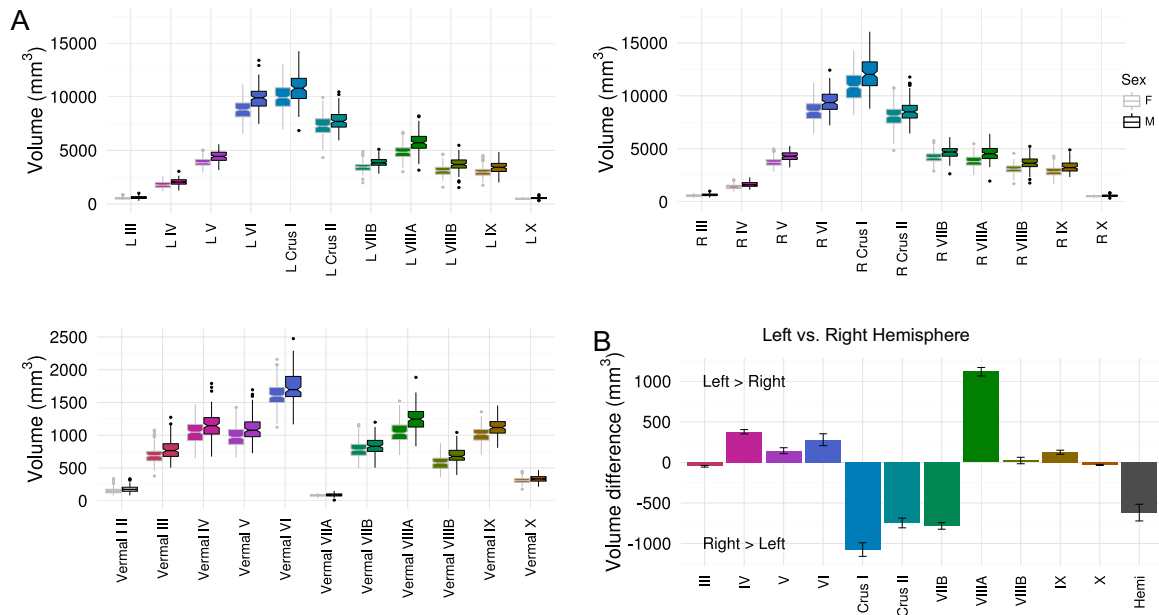 A
Volume (mm³)
15000
10000
5000
0
L III
L IV
L V
L VI
L Crus I
L Crus II
L VIIB
L VIIIA
L VIIIB
L IX
L X
Volume (mm³)
15000
10000
5000
0
R III
R IV
R V
R VI
R Crus I
R Crus II
R VIIB
R VIIIA
R VIIIB
R IX
R X
Sex
F
M
Volume (mm³)
2500
2000
1500
1000
500
0
Vermal I II
Vermal III
Vermal IV
Vermal V
Vermal VI
Vermal VIIA
Vermal VIIB
Vermal VIIIA
Vermal VIIIB
Vermal IX
Vermal X
B
Left vs. Right Hemisphere
Volume difference (mm³)
1000
500
0
-500
-1000
Left > Right
Right > Left
III
IV
V
VI
Crus I
Crus II
VIIB
VIIIA
VIIIB
IX
X
Hemi